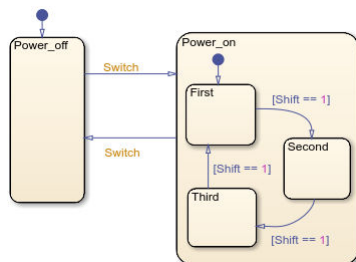 Power_off
Power_on
Switch
First
[Shift == 1]
Second
Switch
[Shift == 1]
Third
[Shift == 1]